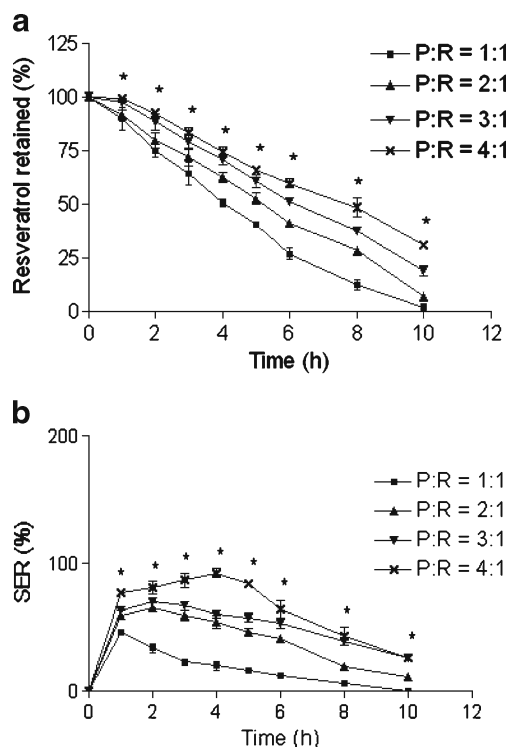 a
Resveratrol retained (%)
125
100
75
50
25
0
0 2 4 6 8 10 12
Time (h)
P:R = 1:1
P:R = 2:1
P:R = 3:1
P:R = 4:1
* * * * * * * *
b
SER (%)
200
100
0
0 2 4 6 8 10 12
Time (h)
P:R = 1:1
P:R = 2:1
P:R = 3:1
P:R = 4:1
* * * * * * * *